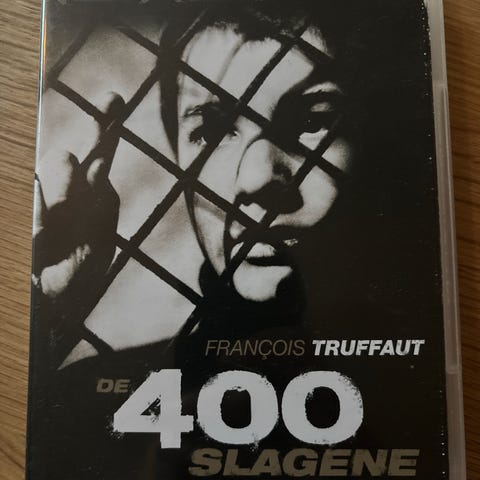 FRANÇOIS TRUFFAUT
DE
400
SLAGENE